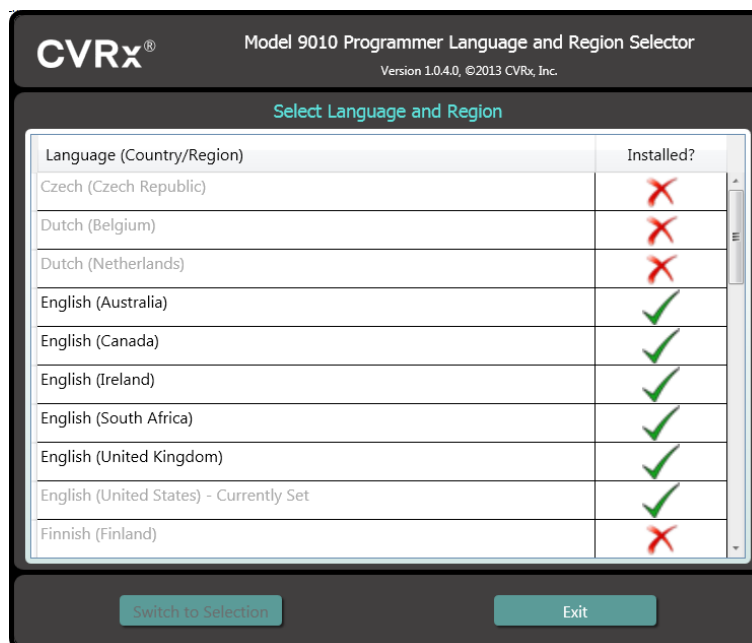 CVRx®
Model 9010 Programmer Language and Region Selector
Version 1.0.4.0, ©2013 CVRx, Inc.
Select Language and Region
Language (Country/Region) Installed?
Czech (Czech Republic)
Dutch (Belgium)
Dutch (Netherlands)
English (Australia)
English (Canada)
English (Ireland)
English (South Africa)
English (United Kingdom)
English (United States) - Currently Set
Finnish (Finland)
Switch to Selection Exit